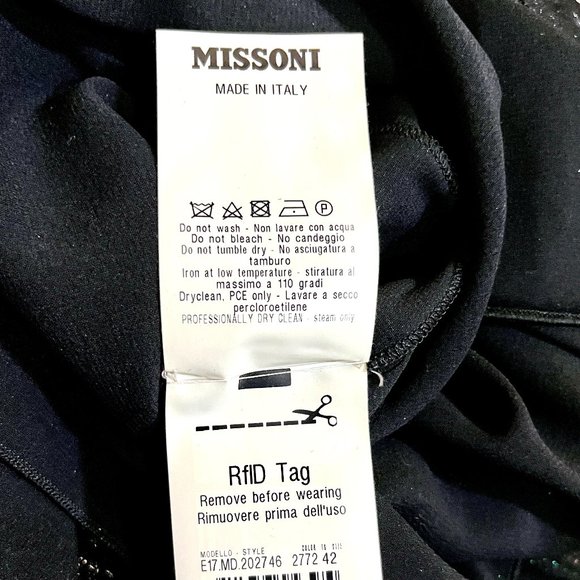 MISSONI
MADE IN ITALY
P
Do not wash - Non lavare con acqua
Do not bleach - No candeggio
Do not tumble dry - No asciugatura a
tamburo
Iron at low temperature - stiratura al
massimo a 110 gradi
Dryclean, PCE only - Lavare a secco
percloroetilene
PROFESSIONALLY DRY CLEAN - steam only
RfID Tag
Remove before wearing
Rimuovere prima dell'uso
MODELLO - STYLE
E17.MD.202746 2772 42